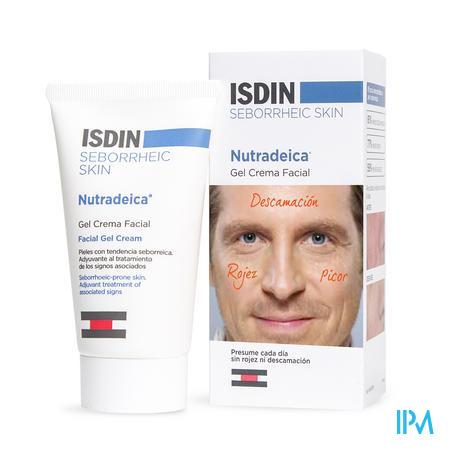 ISDIN
SEBORRHEIC
SKIN
Nutradeica®
Gel Crema Facial
Facial Gel Cream
Pieles con tendencia seborreica.
Adyuvante al tratamiento
de los signos asociados
Seborrhoeic-prone skin.
Adjuvant treatment of
associated signs
ISDIN
SEBORRHEIC SKIN
Nutradeica®
Gel Crema Facial
Descamación
Rojez
Picor
Presume cada día
sin rojez ni descamación
IPM